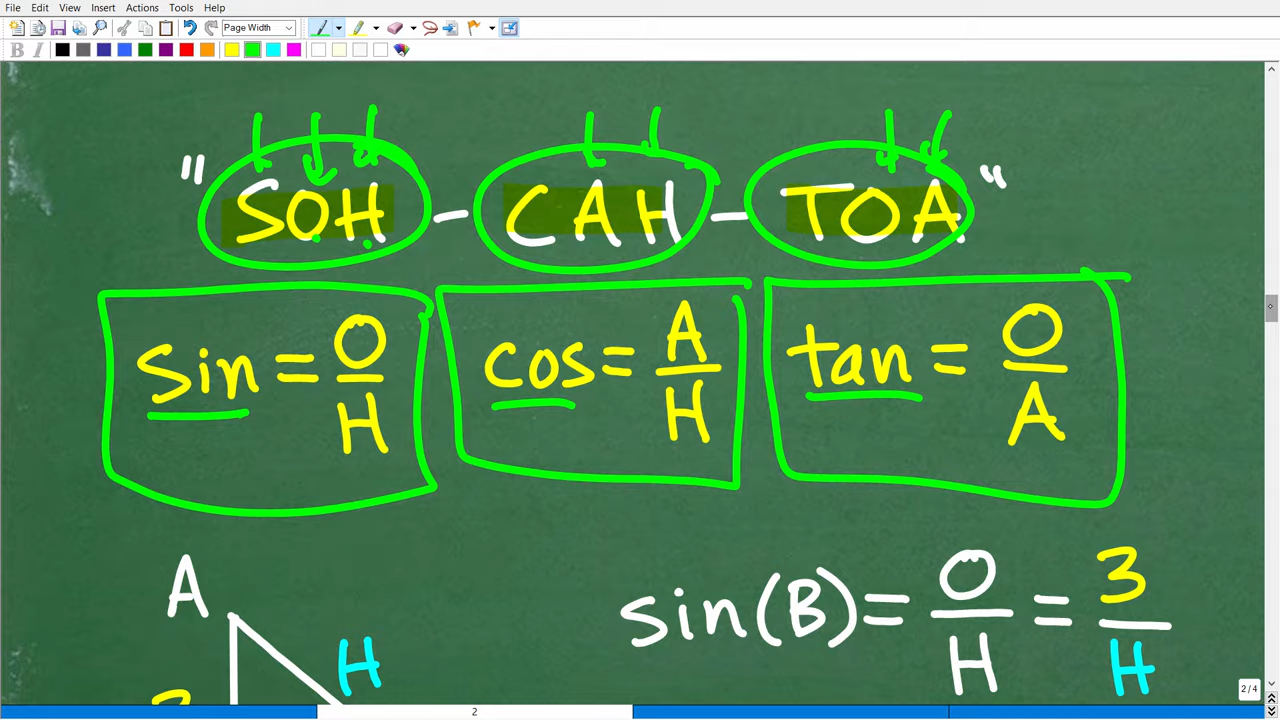 File Edit View Insert Actions Tools Help
Page Width
B I
"SOH - CAH - TOA"
sin = O/H cos = A/H tan = O/A
A
sin(B) = O/H = 3/H
H
2/4
2